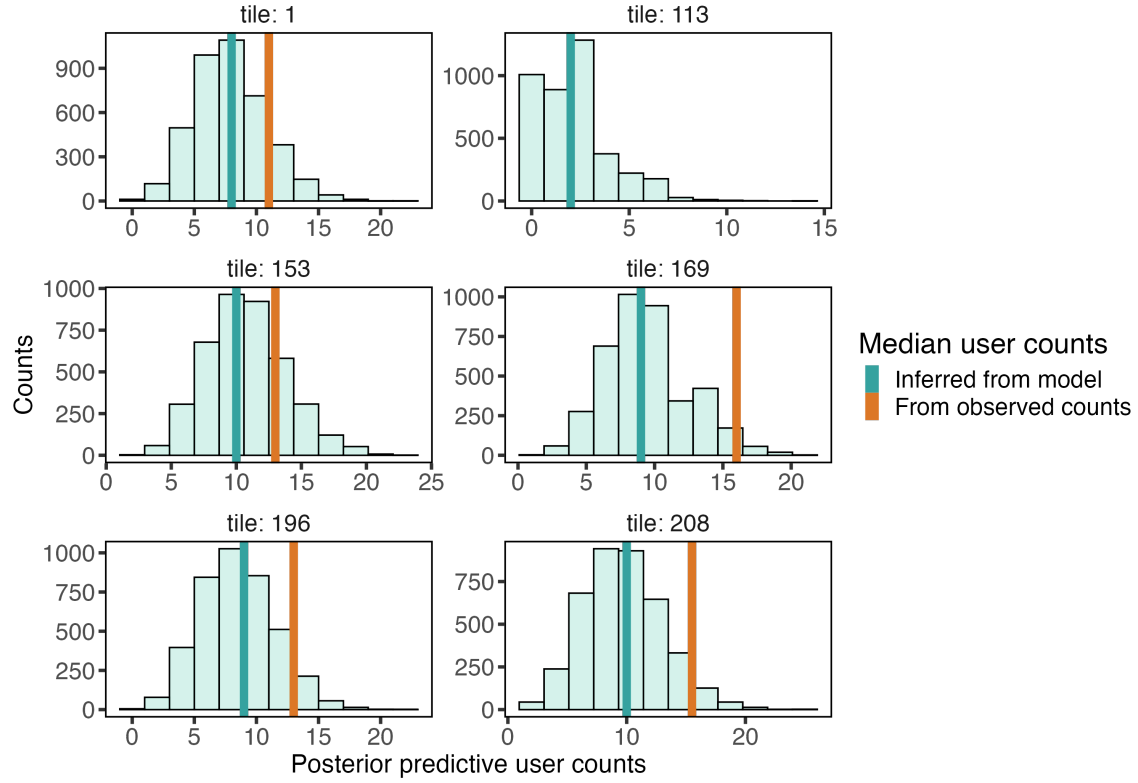 tile: 1
900
600
300
0
0 5 10 15 20
tile: 113
1000
500
0
0 5 10 15
tile: 153
1000
750
500
250
0
0 5 10 15 20 25
tile: 169
1000
750
500
250
0
0 5 10 15 20
tile: 196
1000
750
500
250
0
0 5 10 15 20
tile: 208
750
500
250
0
0 10 20
Counts
Posterior predictive user counts
Median user counts
Inferred from model
From observed counts